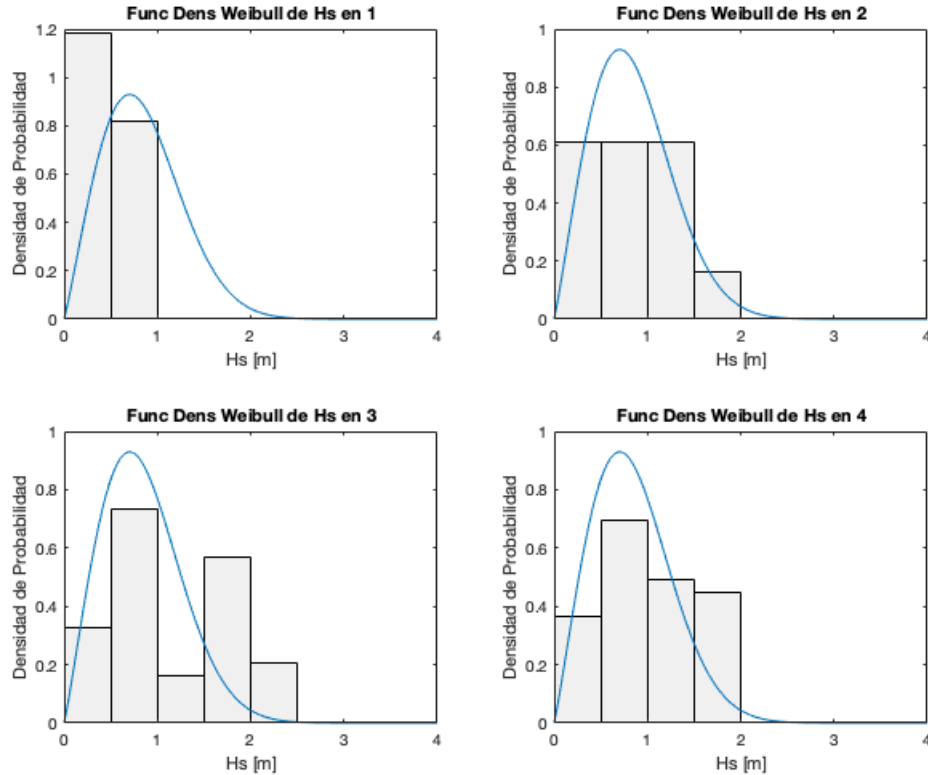 Func Dens Weibull de Hs en 1
1.2
1
0.8
0.6
0.4
0.2
0
Densidad de Probabilidad
0 1 2 3 4
Hs [m]
Func Dens Weibull de Hs en 2
1
0.8
0.6
0.4
0.2
0
Densidad de Probabilidad
0 1 2 3 4
Hs [m]
Func Dens Weibull de Hs en 3
1
0.8
0.6
0.4
0.2
0
Densidad de Probabilidad
0 1 2 3 4
Hs [m]
Func Dens Weibull de Hs en 4
1
0.8
0.6
0.4
0.2
0
Densidad de Probabilidad
0 1 2 3 4
Hs [m]